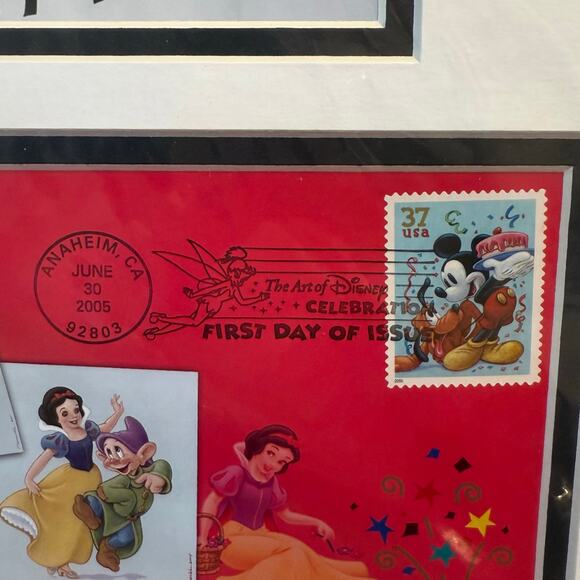 37
usa
ANAHEIM, CA
JUNE
30
2005
92803
The Art of Disney
CELEBRATION
FIRST DAY OF ISSUE